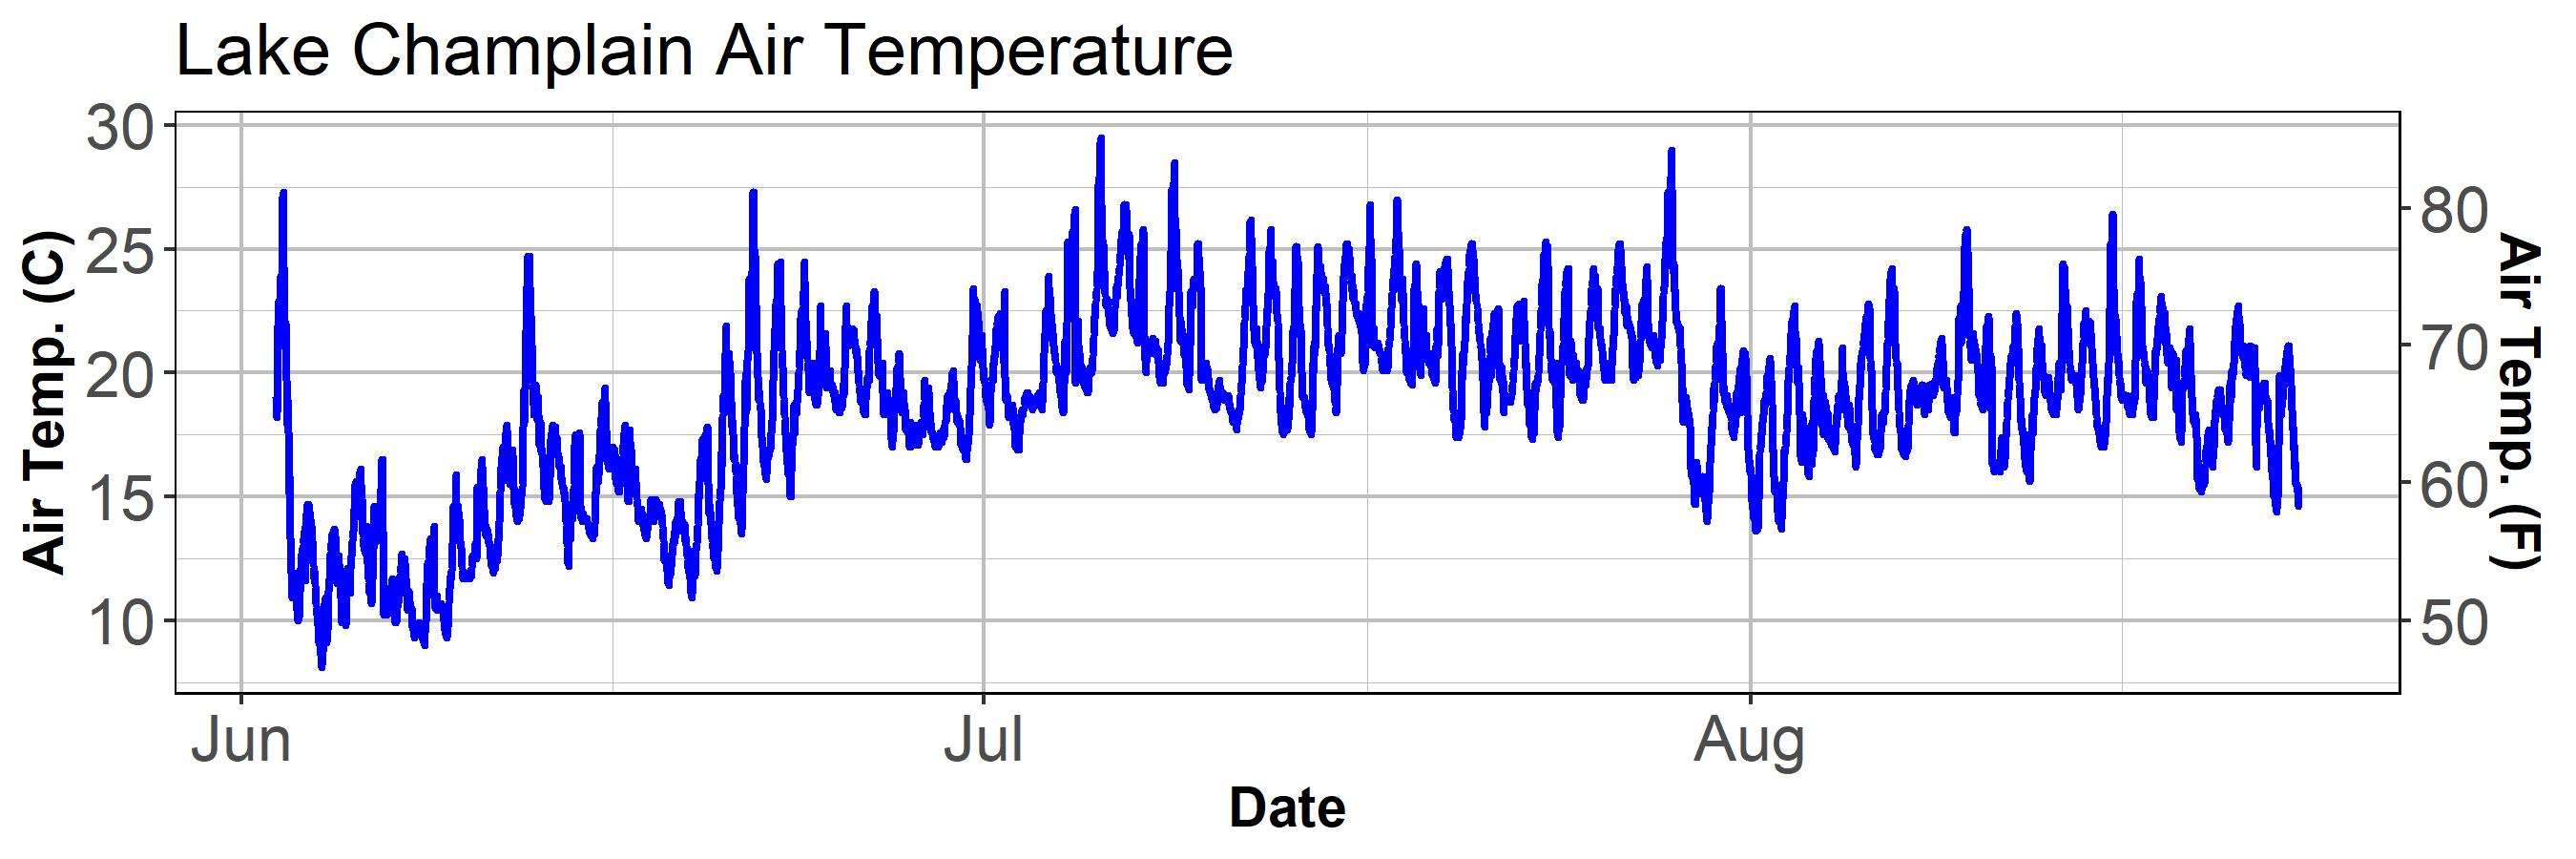 Lake Champlain Air Temperature
Air Temp. (C)
30
25
20
15
10
80
70
60
50
Air Temp. (F)
Jun
Jul
Aug
Date